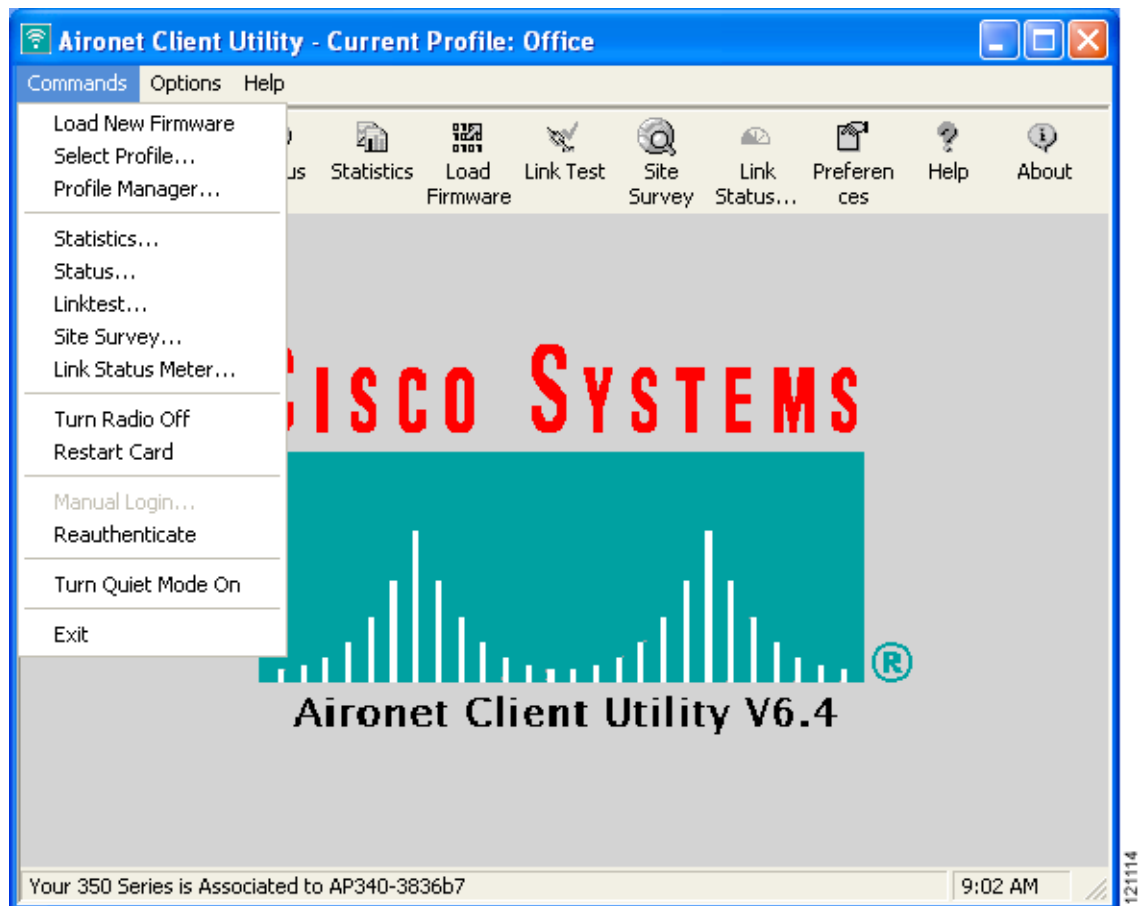 Aironet Client Utility - Current Profile: Office
Commands Options Help
Load New Firmware
Select Profile...
Profile Manager...
Statistics...
Status...
Linktest...
Site Survey...
Link Status Meter...
Turn Radio Off
Restart Card
Manual Login...
Reauthenticate
Turn Quiet Mode On
Exit
Statistics
Load
Firmware
Link Test
Site
Survey
Link
Status...
Preferen
ces
Help
About
CISCO SYSTEMS
®
Aironet Client Utility V6.4
Your 350 Series is Associated to AP340-3836b7
9:02 AM
121114